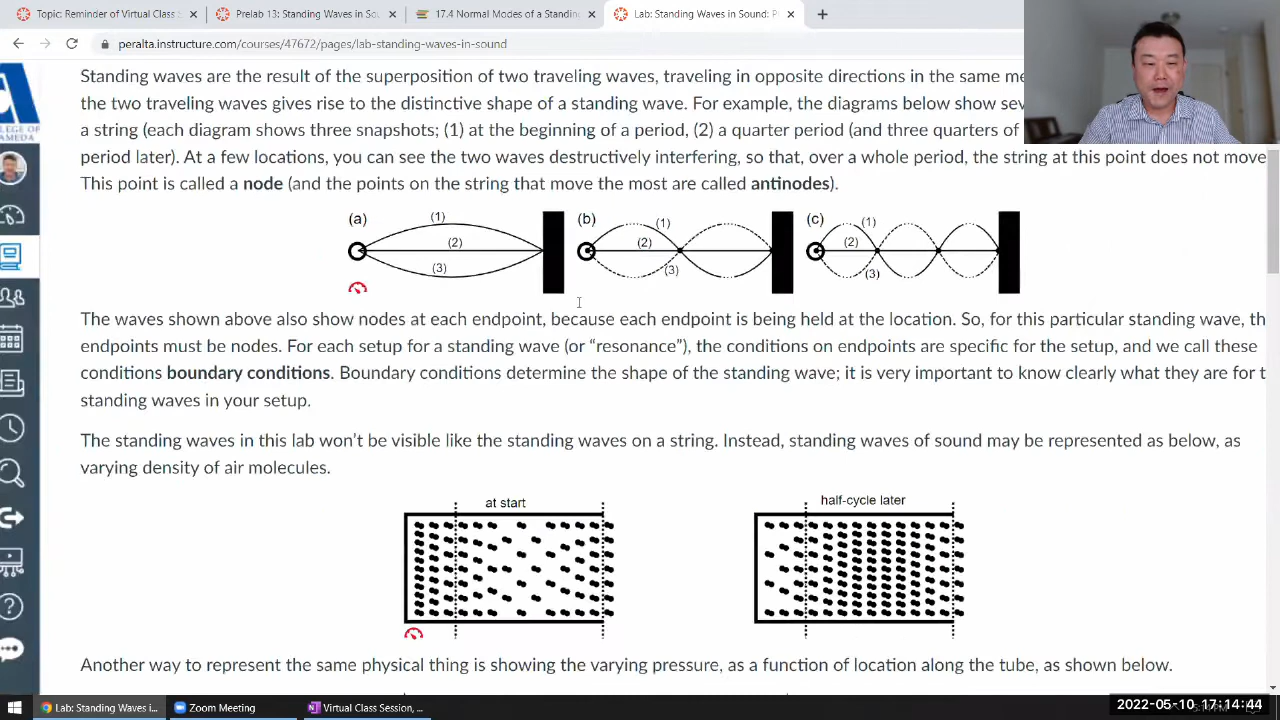 Topic: Reminder of Virtual Class S
Prelab 13: Standing Waves in So
17.4 Normal Modes of a Standin
Lab: Standing Waves in Sound: P
peralta.instructure.com/courses/47672/pages/lab-standing-waves-in-sound
Standing waves are the result of the superposition of two traveling waves, traveling in opposite directions in the same me
the two traveling waves gives rise to the distinctive shape of a standing wave. For example, the diagrams below show sev
a string (each diagram shows three snapshots; (1) at the beginning of a period, (2) a quarter period (and three quarters of
period later). At a few locations, you can see the two waves destructively interfering, so that, over a whole period, the string at this point does not move
This point is called a node (and the points on the string that move the most are called antinodes).
(a) (1) (2) (3)
(b) (1) (2) (3)
(c) (1) (2) (3)
The waves shown above also show nodes at each endpoint, because each endpoint is being held at the location. So, for this particular standing wave, th
endpoints must be nodes. For each setup for a standing wave (or “resonance”), the conditions on endpoints are specific for the setup, and we call these
conditions boundary conditions. Boundary conditions determine the shape of the standing wave; it is very important to know clearly what they are for t
standing waves in your setup.
The standing waves in this lab won’t be visible like the standing waves on a string. Instead, standing waves of sound may be represented as below, as
varying density of air molecules.
at start
half-cycle later
Another way to represent the same physical thing is showing the varying pressure, as a function of location along the tube, as shown below.
Lab: Standing Waves i...
Zoom Meeting
Virtual Class Session, ...
2022-05-10 17:14:44